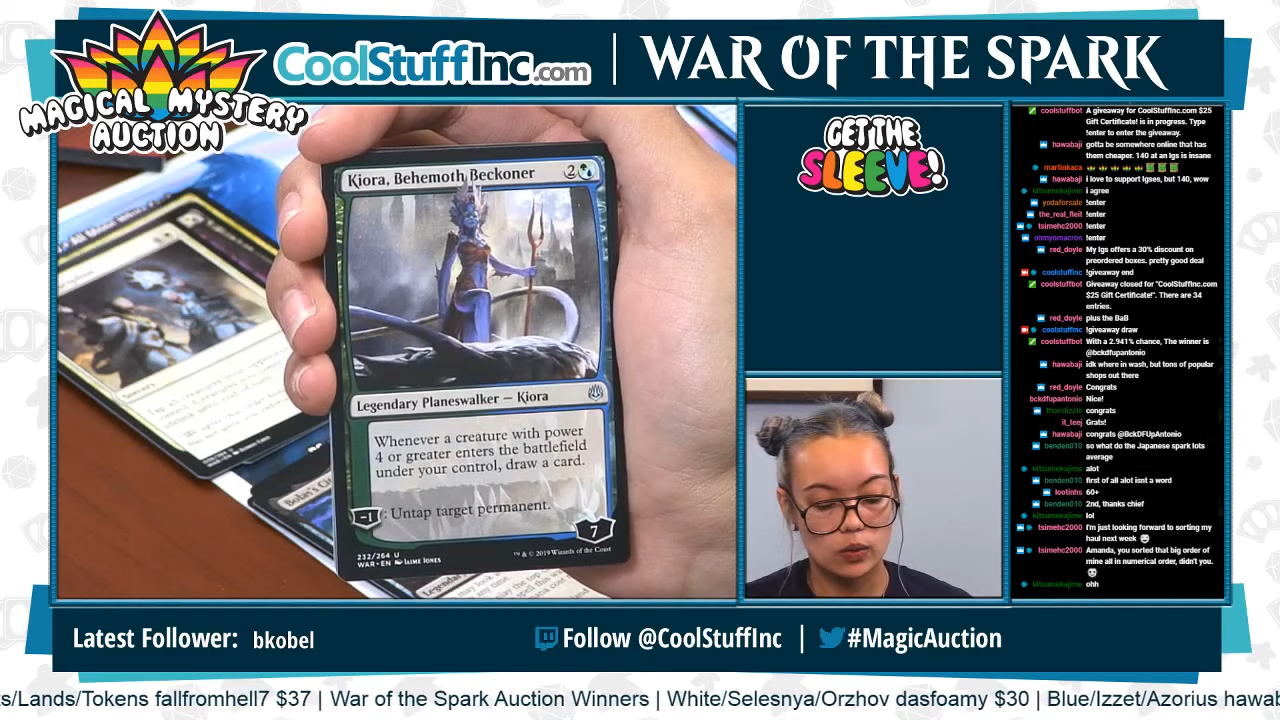 MAGICAL MYSTERY
AUCTION
CoolStuffInc.com
WAR OF THE SPARK
Kiora, Behemoth Beckoner 2
Legendary Planeswalker — Kiora
Whenever a creature with power
4 or greater enters the battlefield
under your control, draw a card.
: Untap target permanent.
7
232/264 U
WAR • EN JAIME JONES
™ & © 2019 Wizards of the Coast
GET THE
SLEEVE!
coolstuffbot A giveaway for CoolStuffInc.com $25
Gift Certificate! is in progress. Type
!enter to enter the giveaway.
hawabaji gotta be somewhere online that has
them cheaper. 140 at an lgs is insane
martinkaca
hawabaji i love to support lgses, but 140, wow
kitsumekajime i agree
yodaforsale !enter
the_real_fleil !enter
tsimehc2000 !enter
ohmyomacron !enter
red_doyle My lgs offers a 30% discount on
preordered boxes. pretty good deal
coolstuffinc !giveaway end
coolstuffbot Giveaway closed for "CoolStuffInc.com
$25 Gift Certificate!". There are 34
entries.
red_doyle plus the BaB
coolstuffinc !giveaway draw
coolstuffbot With a 2.941% chance, The winner is
@bckdfupantonio
hawabaji idk where in wash, but tons of popular
shops out there
red_doyle Congrats
bckdfupantonio Nice!
thorntizzle congrats
it_teej Grats!
hawabaji congrats @BckDFUpAntonio
benden010 so what do the Japanese spark lots
average
kitsumekajime alot
benden010 first of all alot isnt a word
lootinhs 60+
benden010 2nd, thanks chief
kitsumekajime lol
tsimehc2000 I'm just looking forward to sorting my
haul next week
tsimehc2000 Amanda, you sorted that big order of
mine all in numerical order, didn't you.
kitsumekajime ohh
Latest Follower: bkobel
Follow @CoolStuffInc | #MagicAuction
ts/Lands/Tokens fallfromhell7 $37 | War of the Spark Auction Winners | White/Selesnya/Orzhov dasfoamy $30 | Blue/Izzet/Azorius hawab